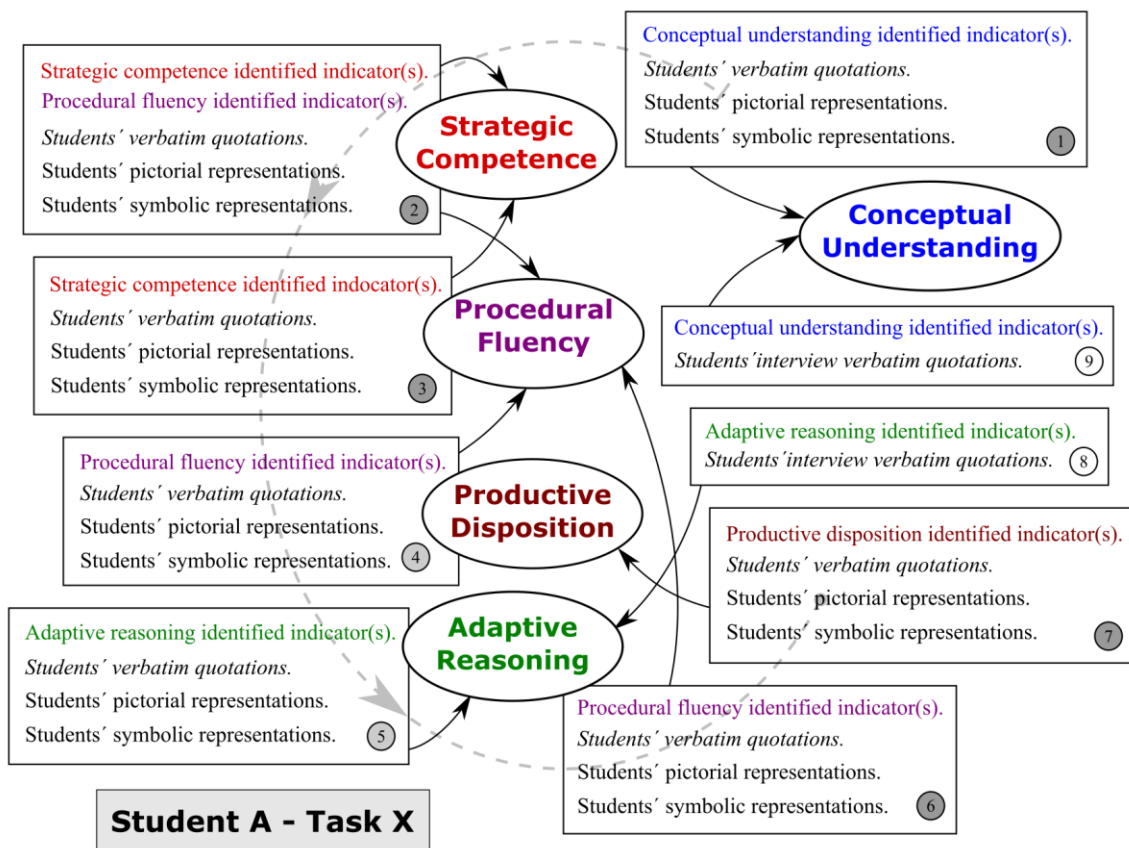 Conceptual understanding identified indicator(s).
Students´ verbatim quotations.
Students´ pictorial representations.
Students´ symbolic representations.
1
Strategic competence identified indicator(s).
Procedural fluency identified indicator(s).
Students´ verbatim quotations.
Students´ pictorial representations.
Students´ symbolic representations.
2
Strategic
Competence
Conceptual
Understanding
Strategic competence identified indocator(s).
Students´ verbatim quotations.
Students´ pictorial representations.
Students´ symbolic representations.
3
Procedural
Fluency
Conceptual understanding identified indicator(s).
Students´interview verbatim quotations.
9
Procedural fluency identified indicator(s).
Students´ verbatim quotations.
Students´ pictorial representations.
Students´ symbolic representations.
4
Productive
Disposition
Adaptive reasoning identified indicator(s).
Students´interview verbatim quotations.
8
Productive disposition identified indicator(s).
Students´ verbatim quotations.
Students´ pictorial representations.
Students´ symbolic representations.
7
Adaptive reasoning identified indicator(s).
Students´ verbatim quotations.
Students´ pictorial representations.
Students´ symbolic representations.
5
Adaptive
Reasoning
Procedural fluency identified indicator(s).
Students´ verbatim quotations.
Students´ pictorial representations.
Students´ symbolic representations.
6
Student A - Task X